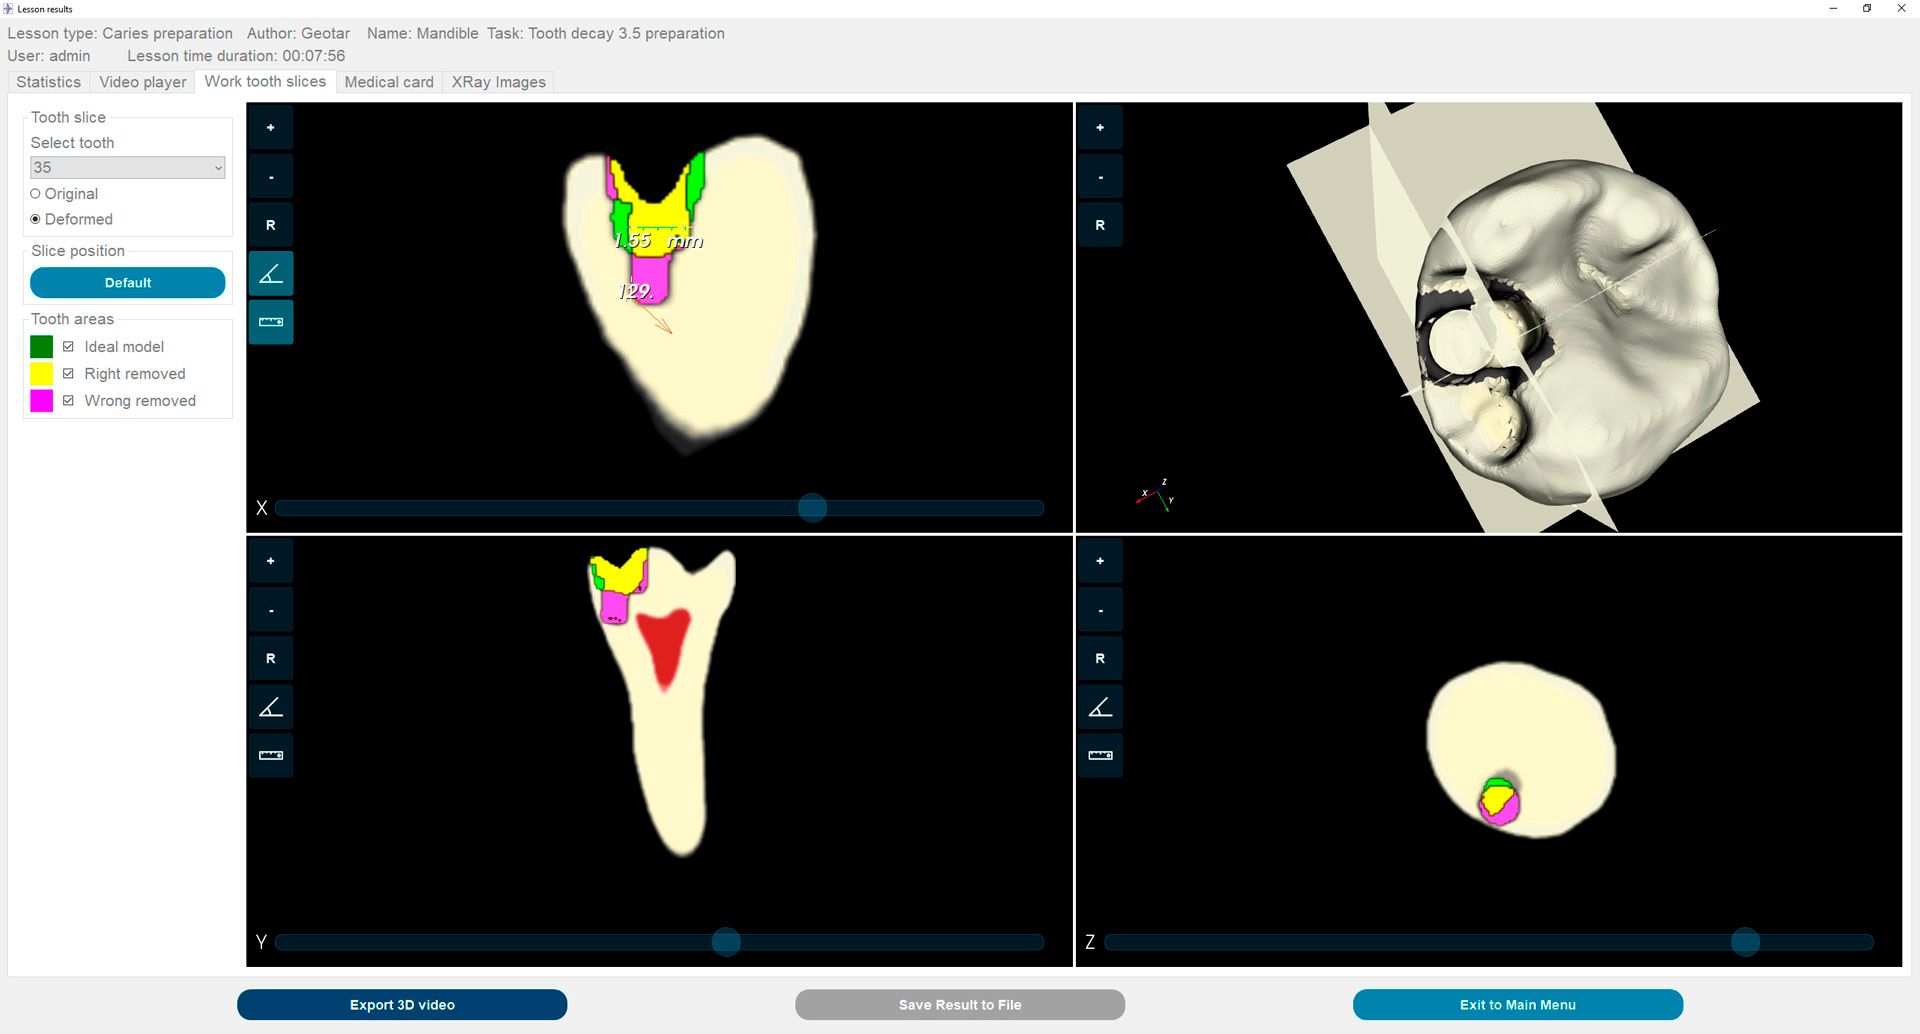 Lesson results
Lesson type: Caries preparation Author: Geotar Name: Mandible Task: Tooth decay 3.5 preparation
User: admin Lesson time duration: 00:07:56
Statistics Video player Work tooth slices Medical card XRay Images
Tooth slice
Select tooth
35
Original
Deformed
Slice position
Default
Tooth areas
Ideal model
Right removed
Wrong removed
+
-
R
1.55 mm
129.
X
+
-
R
X Z Y
+
-
R
Y
+
-
R
Z
Export 3D video Save Result to File Exit to Main Menu